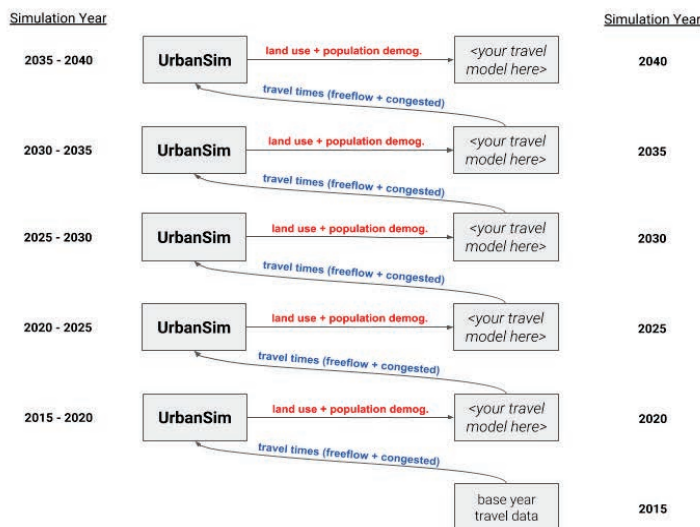 Simulation Year
Simulation Year
2035 - 2040
UrbanSim
land use + population demog.
<your travel
model here>
2040
travel times (freeflow + congested)
2030 - 2035
UrbanSim
land use + population demog.
<your travel
model here>
2035
travel times (freeflow + congested)
2025 - 2030
UrbanSim
land use + population demog.
<your travel
model here>
2030
travel times (freeflow + congested)
2020 - 2025
UrbanSim
land use + population demog.
<your travel
model here>
2025
travel times (freeflow + congested)
2015 - 2020
UrbanSim
land use + population demog.
<your travel
model here>
2020
travel times (freeflow + congested)
base year
travel data
2015